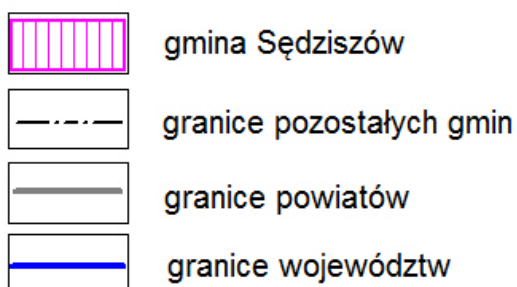 gmina Sędziszów
granice pozostałych gmin
granice powiatów
granice województw